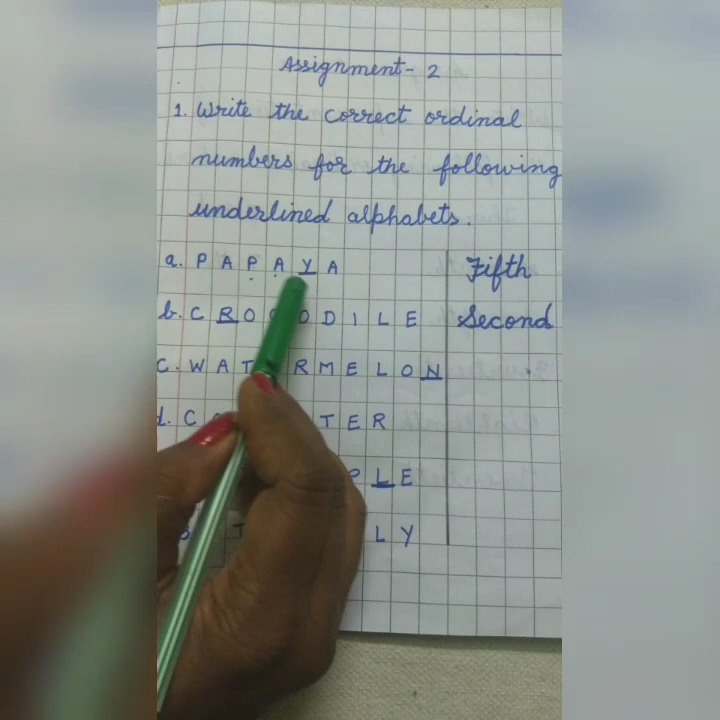 Assignment - 2
1. Write the correct ordinal
numbers for the following
underlined alphabets.
a. P A P A Y A Fifth
b. C R O C O D I L E Second
C. W A T R M E L O N
d. C T E R
P L E
L Y